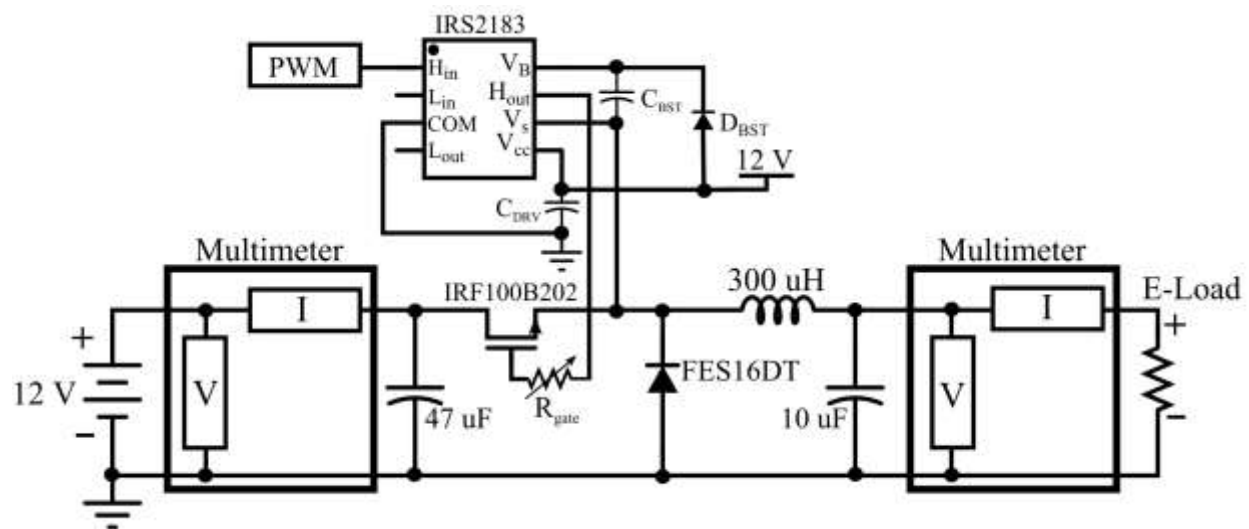 IRS2183
PWM
H_in
V_B
L_in
H_out
C_BST
COM
V_s
D_BST
L_out
V_cc
12 V
C_DRV
Multimeter
Multimeter
I
IRF100B202
300 uH
I
E-Load
+
+
12 V
V
FES16DT
V
47 uF
R_gate
10 uF
−
−